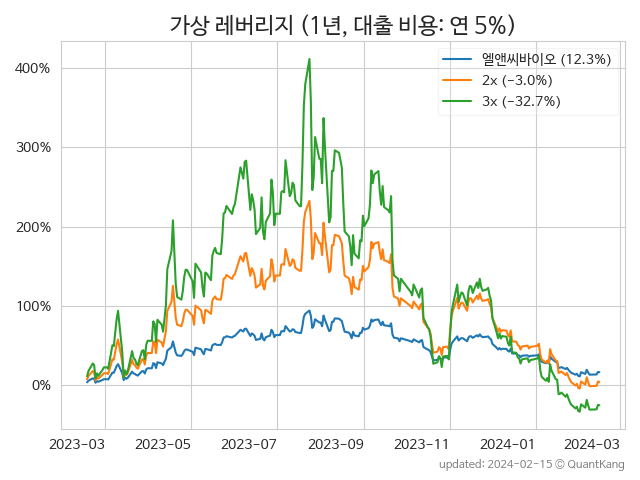 가상 레버리지 (1년, 대출 비용: 연 5%)
엘앤씨바이오 (12.3%)
2x (−3.0%)
3x (−32.7%)
400%
300%
200%
100%
0%
2023-03 2023-05 2023-07 2023-09 2023-11 2024-01 2024-03
updated: 2024-02-15 © QuantKang